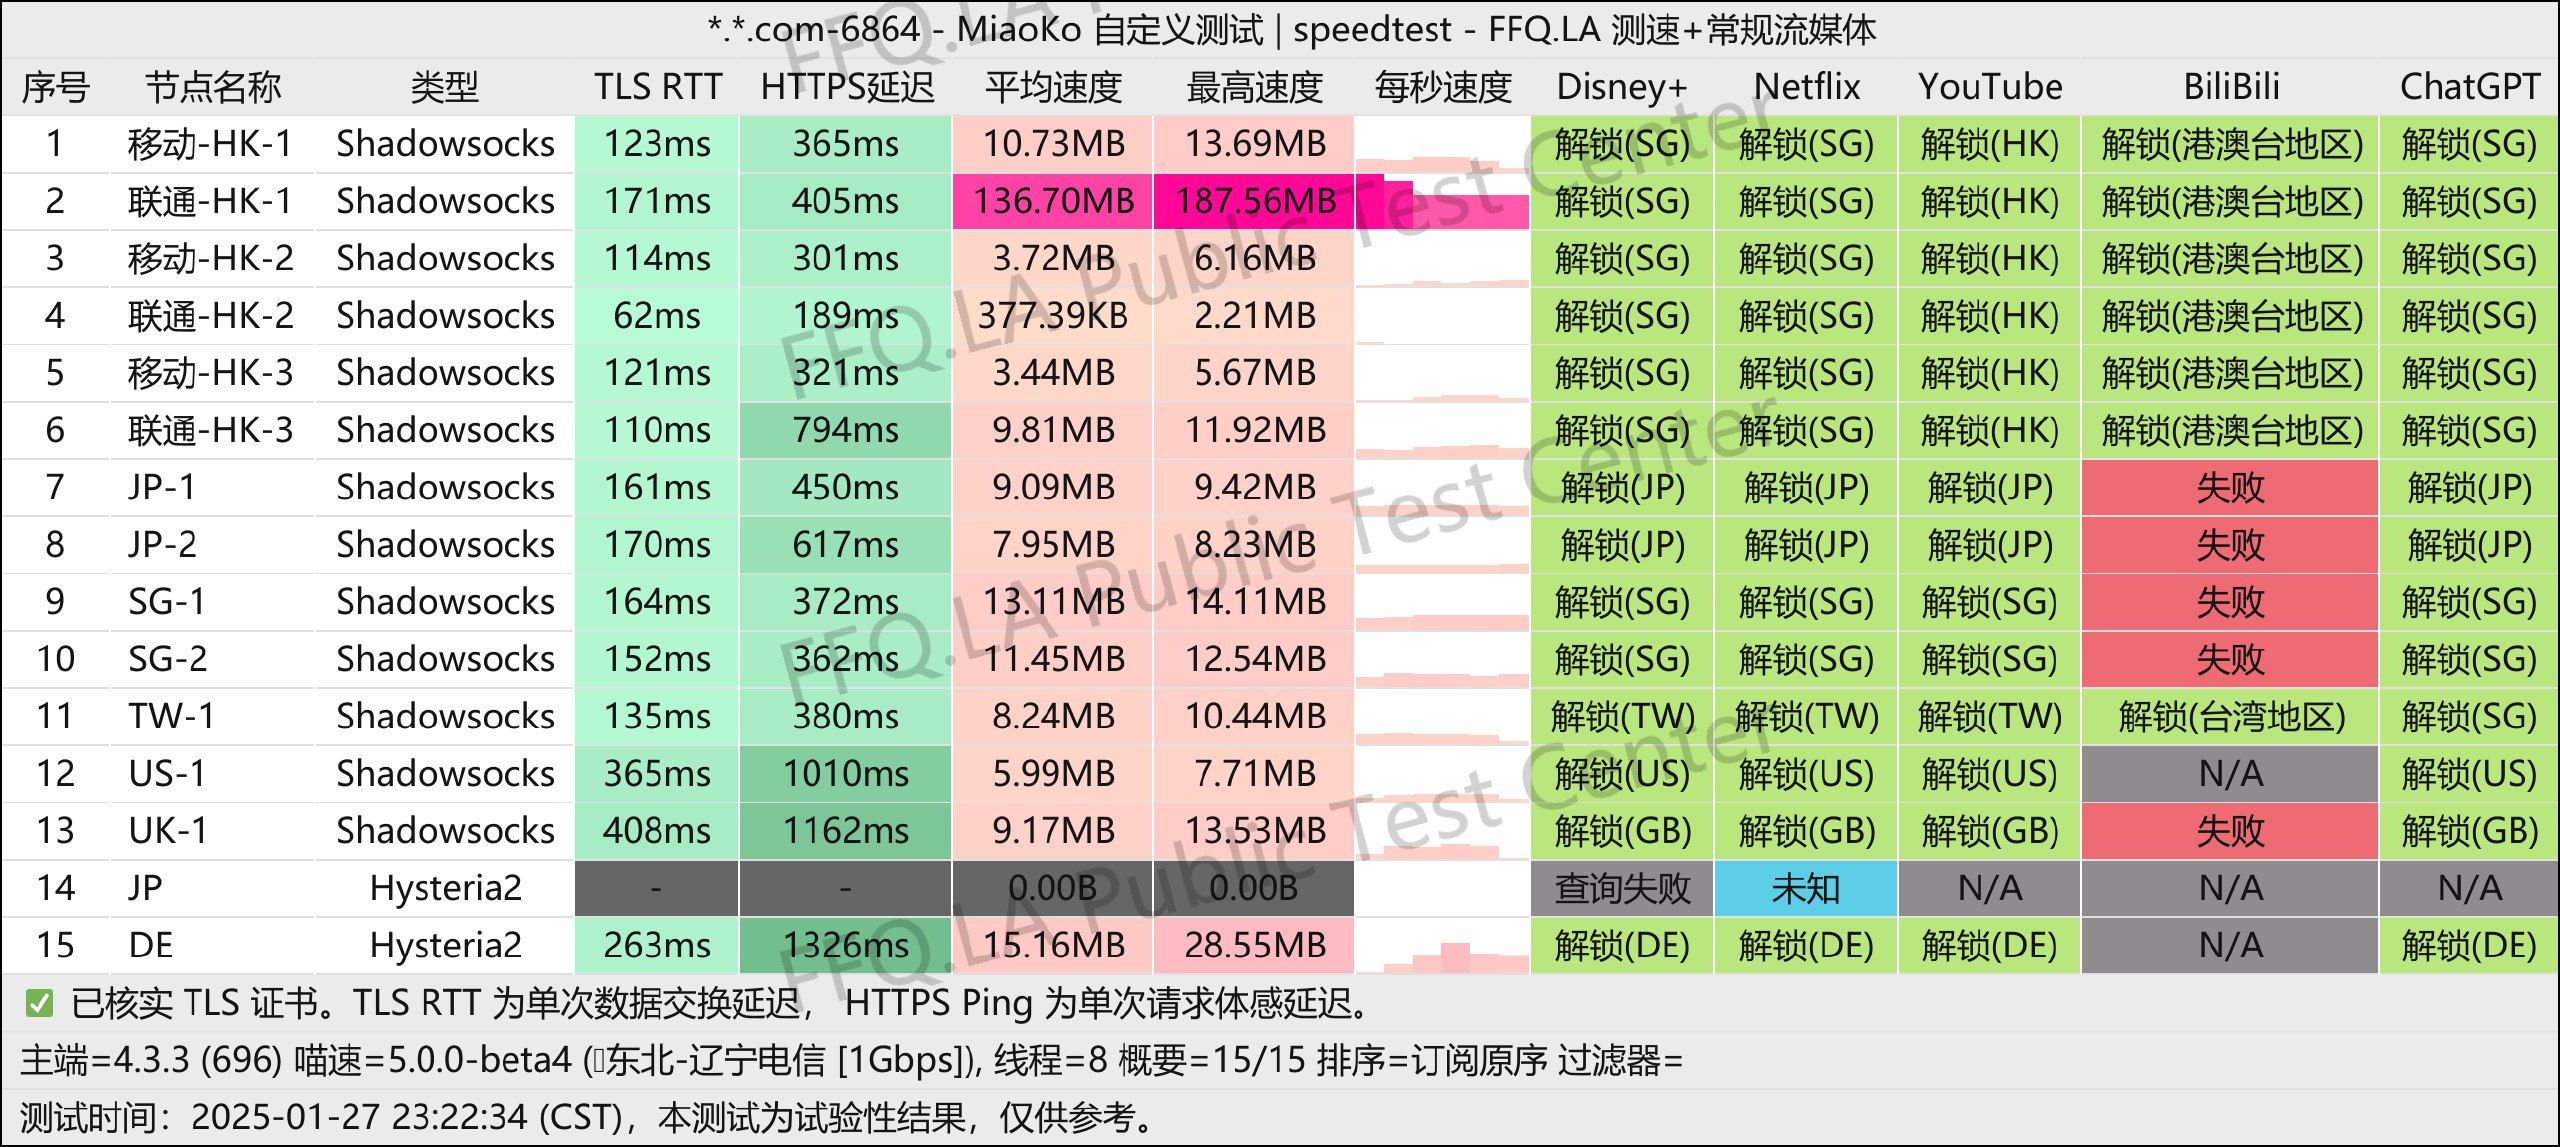 *.*.com-6864 - MiaoKo 自定义测试 | speedtest - FFQ.LA 测速+常规流媒体
序号 节点名称 类型 TLS RTT HTTPS延迟 平均速度 最高速度 每秒速度 Disney+ Netflix YouTube BiliBili ChatGPT
1 移动-HK-1 Shadowsocks 123ms 365ms 10.73MB 13.69MB 解锁(SG) 解锁(SG) 解锁(HK) 解锁(港澳台地区) 解锁(SG)
2 联通-HK-1 Shadowsocks 171ms 405ms 136.70MB 187.56MB 解锁(SG) 解锁(SG) 解锁(HK) 解锁(港澳台地区) 解锁(SG)
3 移动-HK-2 Shadowsocks 114ms 301ms 3.72MB 6.16MB 解锁(SG) 解锁(SG) 解锁(HK) 解锁(港澳台地区) 解锁(SG)
4 联通-HK-2 Shadowsocks 62ms 189ms 377.39KB 2.21MB 解锁(SG) 解锁(SG) 解锁(HK) 解锁(港澳台地区) 解锁(SG)
5 移动-HK-3 Shadowsocks 121ms 321ms 3.44MB 5.67MB 解锁(SG) 解锁(SG) 解锁(HK) 解锁(港澳台地区) 解锁(SG)
6 联通-HK-3 Shadowsocks 110ms 794ms 9.81MB 11.92MB 解锁(SG) 解锁(SG) 解锁(HK) 解锁(港澳台地区) 解锁(SG)
7 JP-1 Shadowsocks 161ms 450ms 9.09MB 9.42MB 解锁(JP) 解锁(JP) 解锁(JP) 失败 解锁(JP)
8 JP-2 Shadowsocks 170ms 617ms 7.95MB 8.23MB 解锁(JP) 解锁(JP) 解锁(JP) 失败 解锁(JP)
9 SG-1 Shadowsocks 164ms 372ms 13.11MB 14.11MB 解锁(SG) 解锁(SG) 解锁(SG) 失败 解锁(SG)
10 SG-2 Shadowsocks 152ms 362ms 11.45MB 12.54MB 解锁(SG) 解锁(SG) 解锁(SG) 失败 解锁(SG)
11 TW-1 Shadowsocks 135ms 380ms 8.24MB 10.44MB 解锁(TW) 解锁(TW) 解锁(TW) 解锁(台湾地区) 解锁(SG)
12 US-1 Shadowsocks 365ms 1010ms 5.99MB 7.71MB 解锁(US) 解锁(US) 解锁(US) N/A 解锁(US)
13 UK-1 Shadowsocks 408ms 1162ms 9.17MB 13.53MB 解锁(GB) 解锁(GB) 解锁(GB) 失败 解锁(GB)
14 JP Hysteria2 - - 0.00B 0.00B 查询失败 未知 N/A N/A N/A
15 DE Hysteria2 263ms 1326ms 15.16MB 28.55MB 解锁(DE) 解锁(DE) 解锁(DE) N/A 解锁(DE)
✅ 已核实 TLS 证书。TLS RTT 为单次数据交换延迟， HTTPS Ping 为单次请求体感延迟。
主端=4.3.3 (696) 喵速=5.0.0-beta4 (东北-辽宁电信 [1Gbps]), 线程=8 概要=15/15 排序=订阅原序 过滤器=
测试时间：2025-01-27 23:22:34 (CST)，本测试为试验性结果，仅供参考。
FFQ.LA Public Test Center
FFQ.LA Public Test Center
FFQ.LA Public Test Center